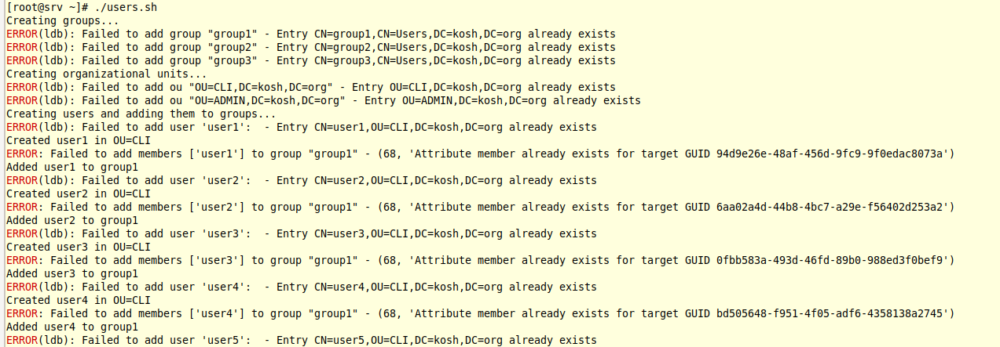 [root@srv ~]# ./users.sh
Creating groups...
ERROR(ldb): Failed to add group "group1" - Entry CN=group1,CN=Users,DC=kosh,DC=org already exists
ERROR(ldb): Failed to add group "group2" - Entry CN=group2,CN=Users,DC=kosh,DC=org already exists
ERROR(ldb): Failed to add group "group3" - Entry CN=group3,CN=Users,DC=kosh,DC=org already exists
Creating organizational units...
ERROR(ldb): Failed to add ou "OU=CLI,DC=kosh,DC=org" - Entry OU=CLI,DC=kosh,DC=org already exists
ERROR(ldb): Failed to add ou "OU=ADMIN,DC=kosh,DC=org" - Entry OU=ADMIN,DC=kosh,DC=org already exists
Creating users and adding them to groups...
ERROR(ldb): Failed to add user 'user1':  - Entry CN=user1,OU=CLI,DC=kosh,DC=org already exists
Created user1 in OU=CLI
ERROR: Failed to add members ['user1'] to group "group1" - (68, 'Attribute member already exists for target GUID 94d9e26e-48af-456d-9fc9-9f0edac8073a')
Added user1 to group1
ERROR(ldb): Failed to add user 'user2':  - Entry CN=user2,OU=CLI,DC=kosh,DC=org already exists
Created user2 in OU=CLI
ERROR: Failed to add members ['user2'] to group "group1" - (68, 'Attribute member already exists for target GUID 6aa02a4d-44b8-4bc7-a29e-f56402d253a2')
Added user2 to group1
ERROR(ldb): Failed to add user 'user3':  - Entry CN=user3,OU=CLI,DC=kosh,DC=org already exists
Created user3 in OU=CLI
ERROR: Failed to add members ['user3'] to group "group1" - (68, 'Attribute member already exists for target GUID 0fbb583a-493d-46fd-89b0-988ed3f0bef9')
Added user3 to group1
ERROR(ldb): Failed to add user 'user4':  - Entry CN=user4,OU=CLI,DC=kosh,DC=org already exists
Created user4 in OU=CLI
ERROR: Failed to add members ['user4'] to group "group1" - (68, 'Attribute member already exists for target GUID bd505648-f951-4f05-adf6-4358138a2745')
Added user4 to group1
ERROR(ldb): Failed to add user 'user5':  - Entry CN=user5,OU=CLI,DC=kosh,DC=org already exists